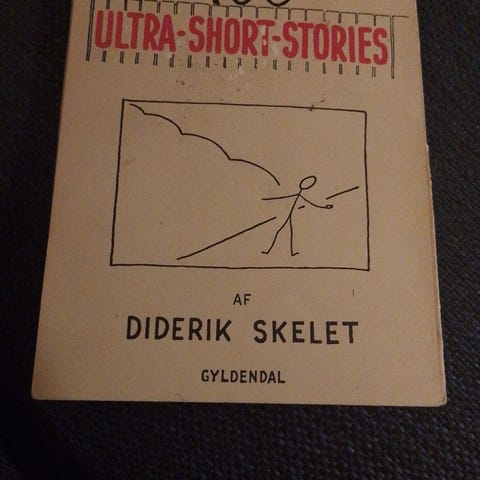 ULTRA-SHORT-STORIES
AF
DIDERIK SKELET
GYLDENDAL